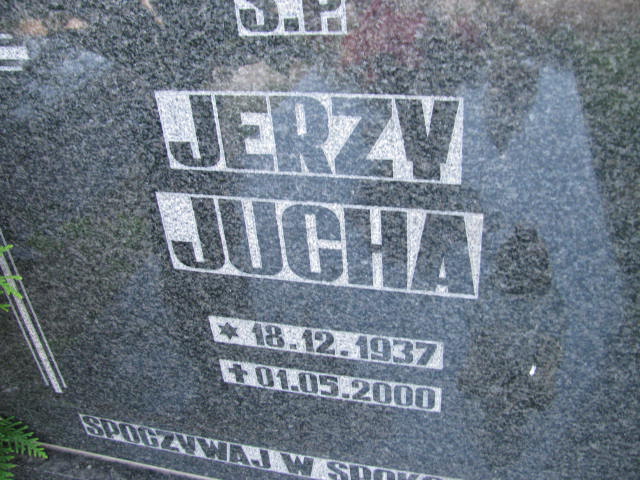 Ś.P.
JERZY
JUCHA
* 18.12.1937
✝ 01.05.2000
SPOCZYWAJ W